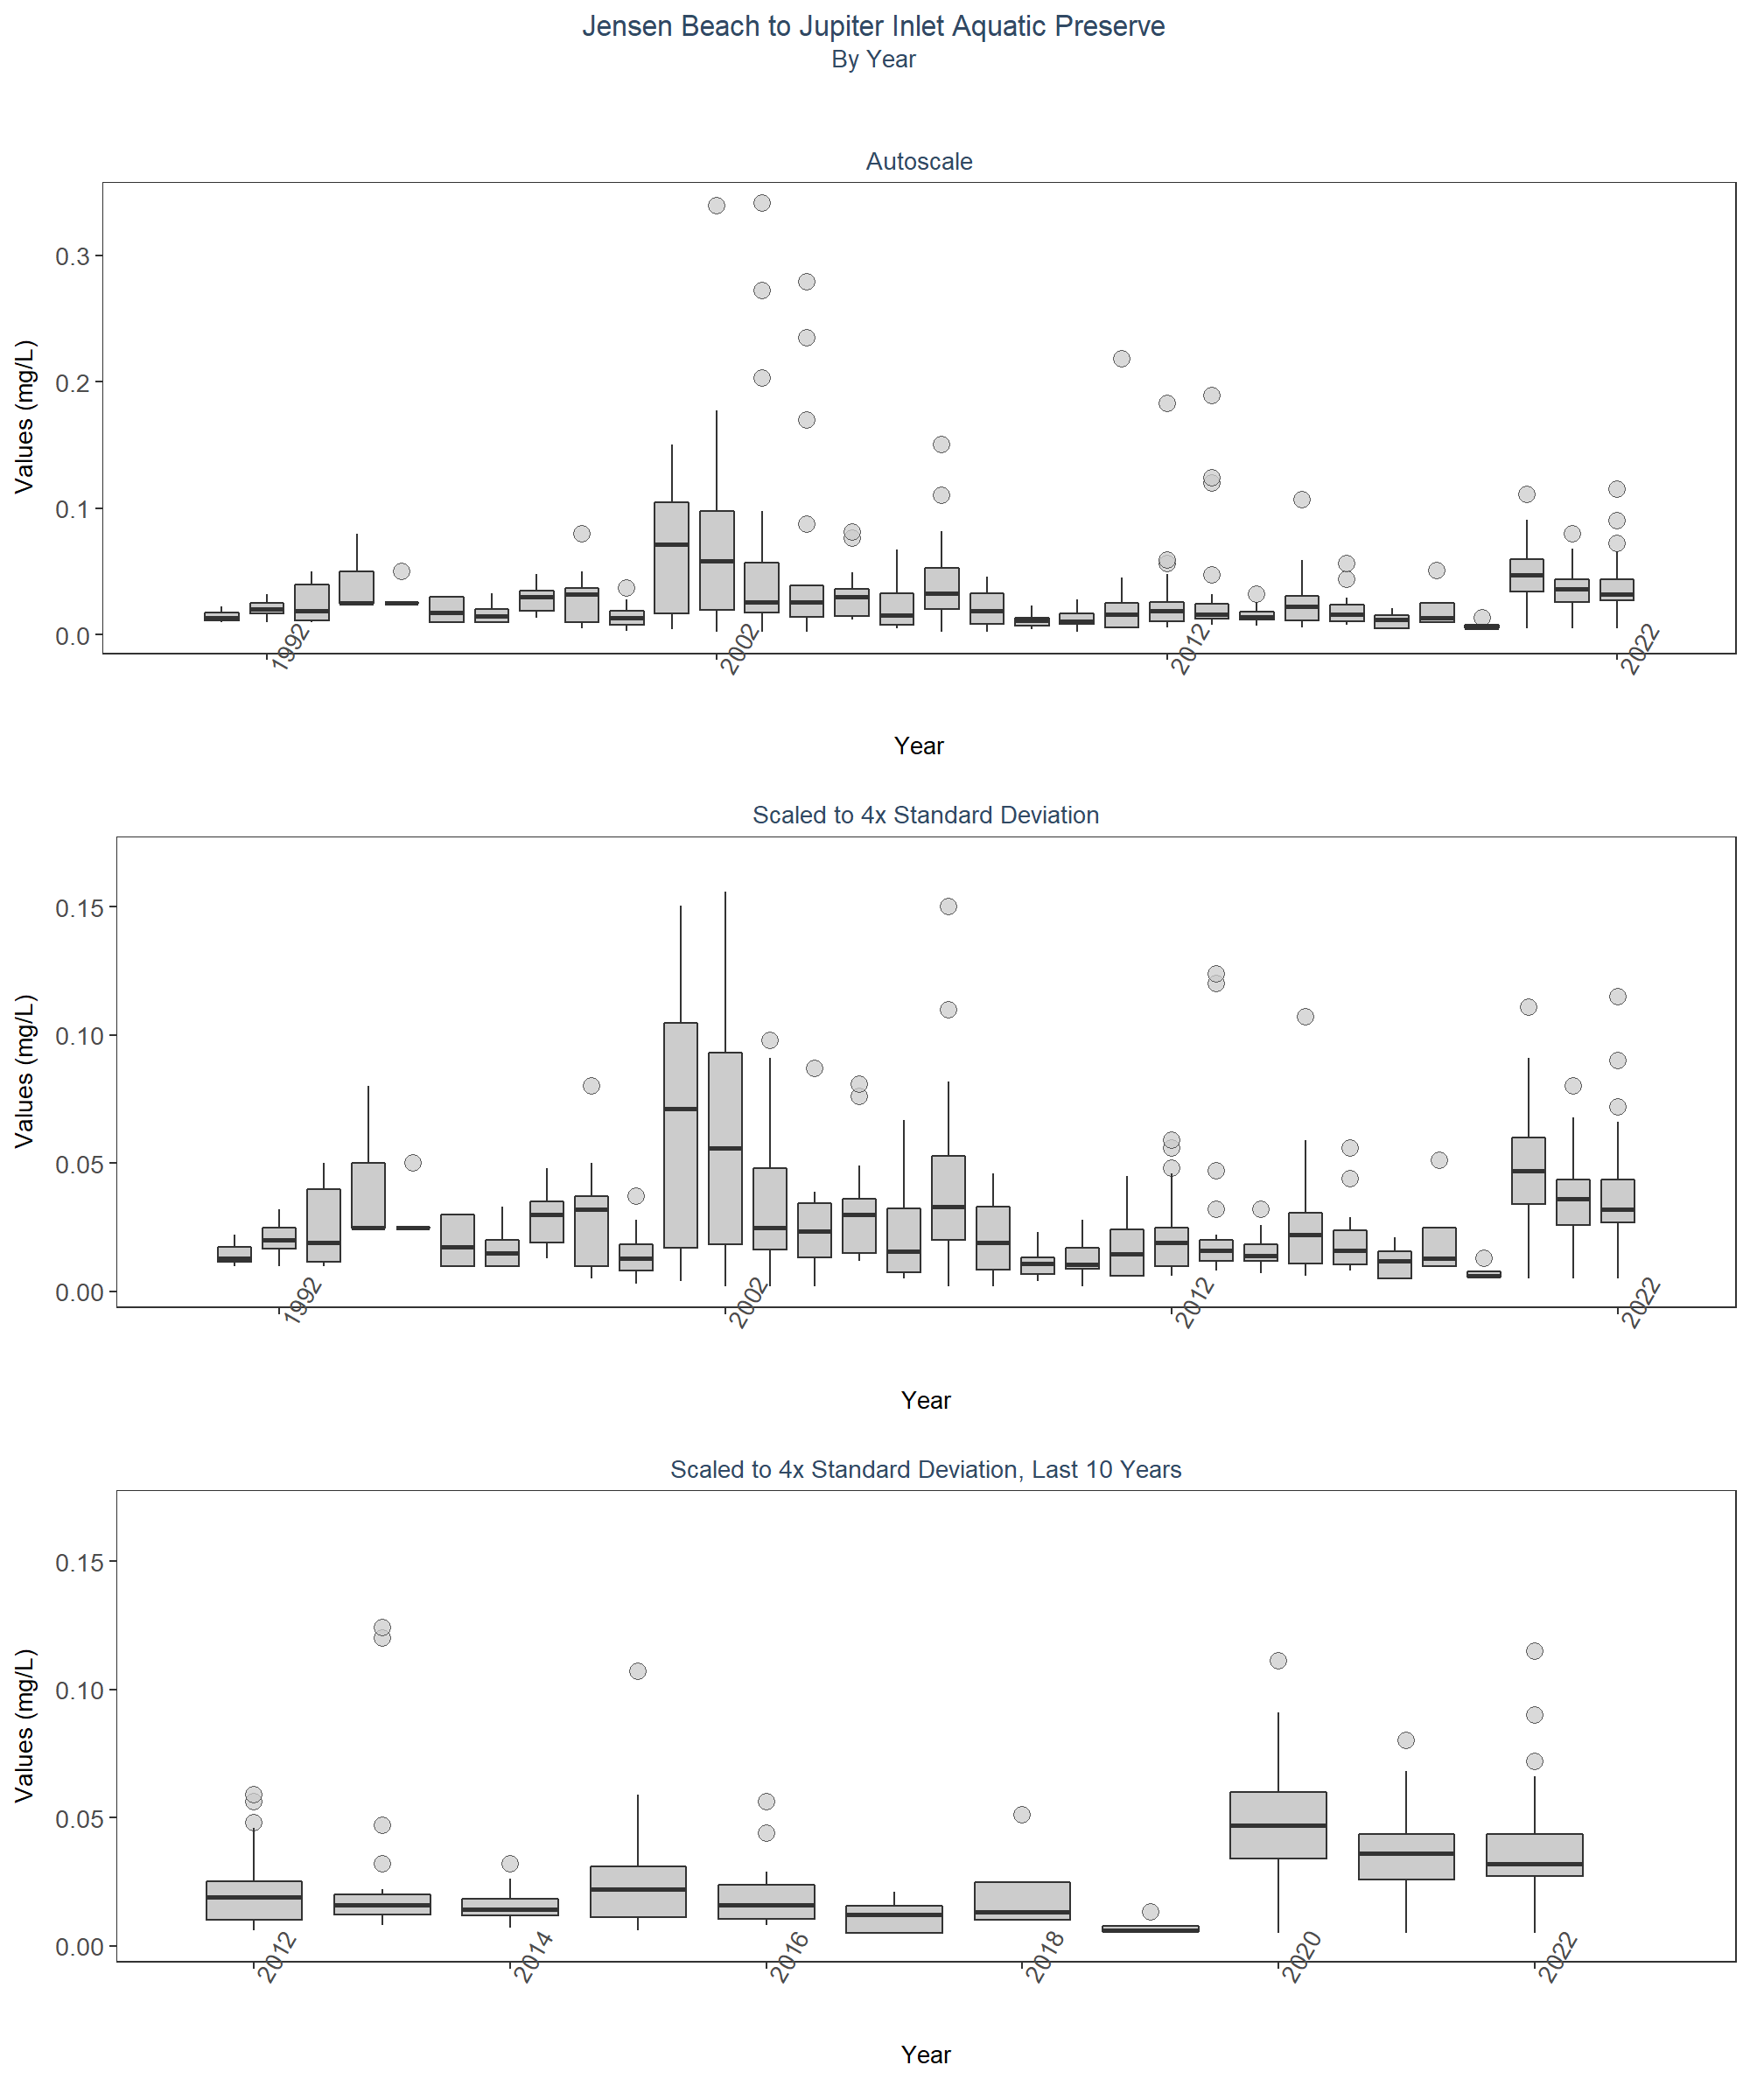 Jensen Beach to Jupiter Inlet Aquatic Preserve
By Year
Autoscale
Values (mg/L)
0.3
0.2
0.1
0.0
1992
2002
2012
2022
Year
Scaled to 4x Standard Deviation
Values (mg/L)
0.15
0.10
0.05
0.00
1992
2002
2012
2022
Year
Scaled to 4x Standard Deviation, Last 10 Years
Values (mg/L)
0.15
0.10
0.05
0.00
2012
2014
2016
2018
2020
2022
Year